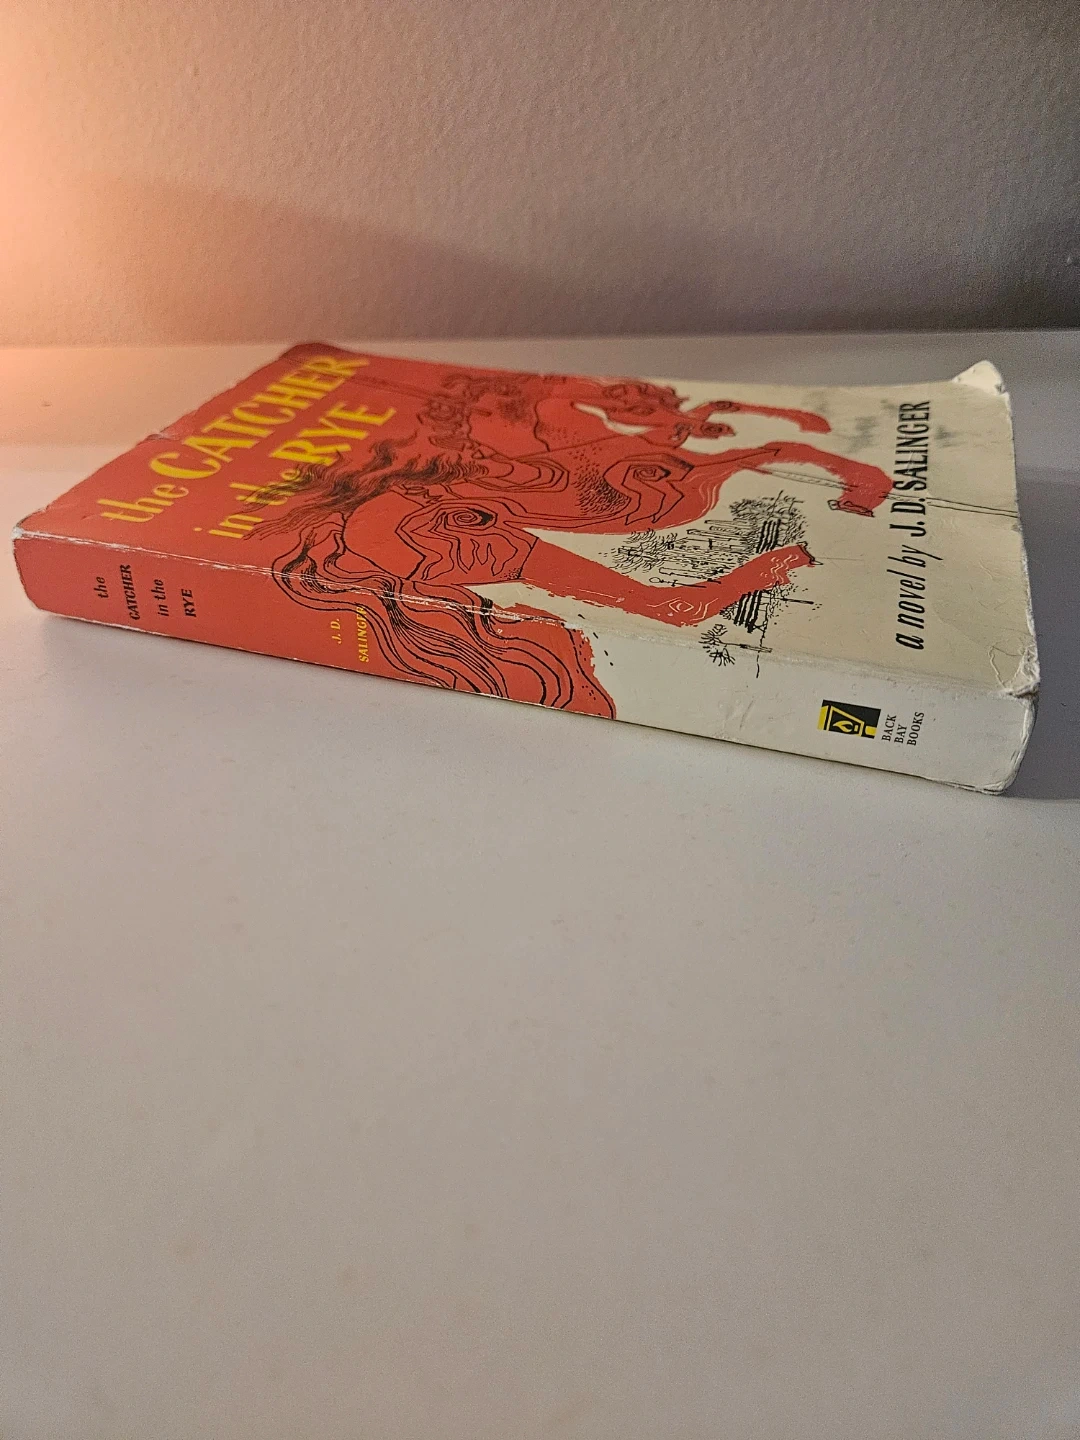 the CATCHER
in the RYE
a novel by J. D. SALINGER
the
CATCHER
in the
RYE
J. D.
SALINGER
BACK
BAY
BOOKS